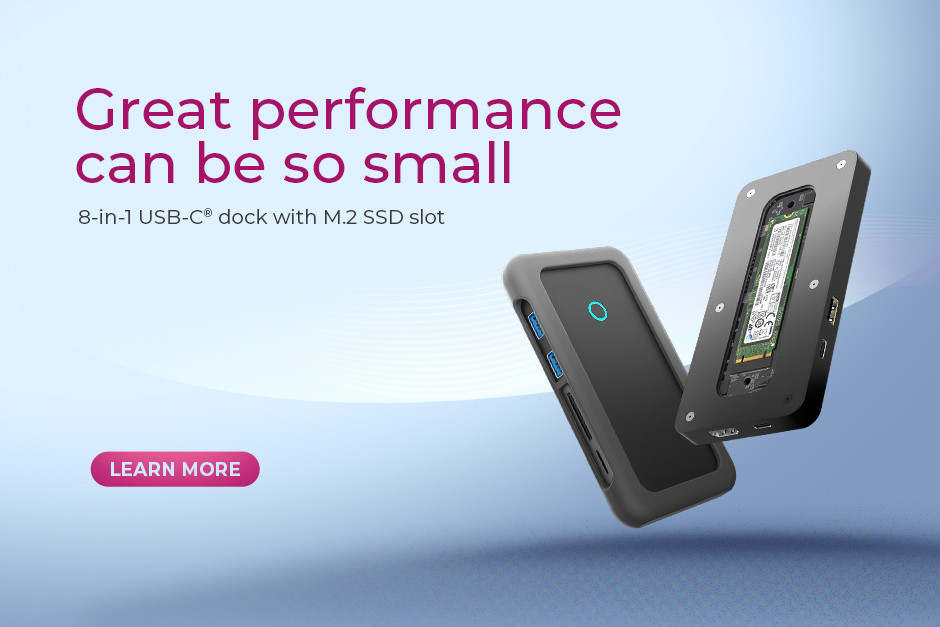 Great performance
can be so small
8-in-1 USB-C® dock with M.2 SSD slot
LEARN MORE